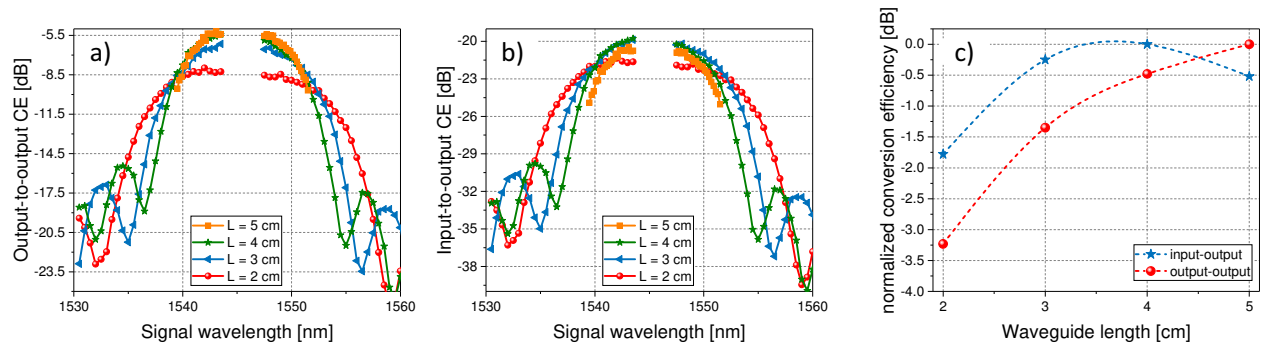 a)
Output-to-output CE [dB]
-5.5
-8.5
-11.5
-14.5
-17.5
-20.5
-23.5
L = 5 cm
L = 4 cm
L = 3 cm
L = 2 cm
1530 1540 1550 1560
Signal wavelength [nm]
b)
Input-to-output CE [dB]
-20
-23
-26
-29
-32
-35
-38
L = 5 cm
L = 4 cm
L = 3 cm
L = 2 cm
1530 1540 1550 1560
Signal wavelength [nm]
c)
normalized conversion efficiency [dB]
0.0
-0.5
-1.0
-1.5
-2.0
-2.5
-3.0
-3.5
-4.0
input-output
output-output
2 3 4 5
Waveguide length [cm]